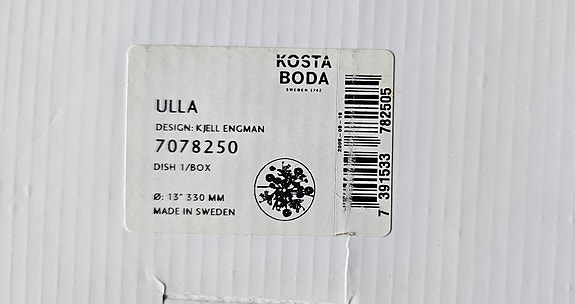 KOSTA
BODA
SWEDEN 1742
ULLA
DESIGN: KJELL ENGMAN
7078250
DISH 1/BOX
Ø: 13" 330 MM
MADE IN SWEDEN
7 391533 782505